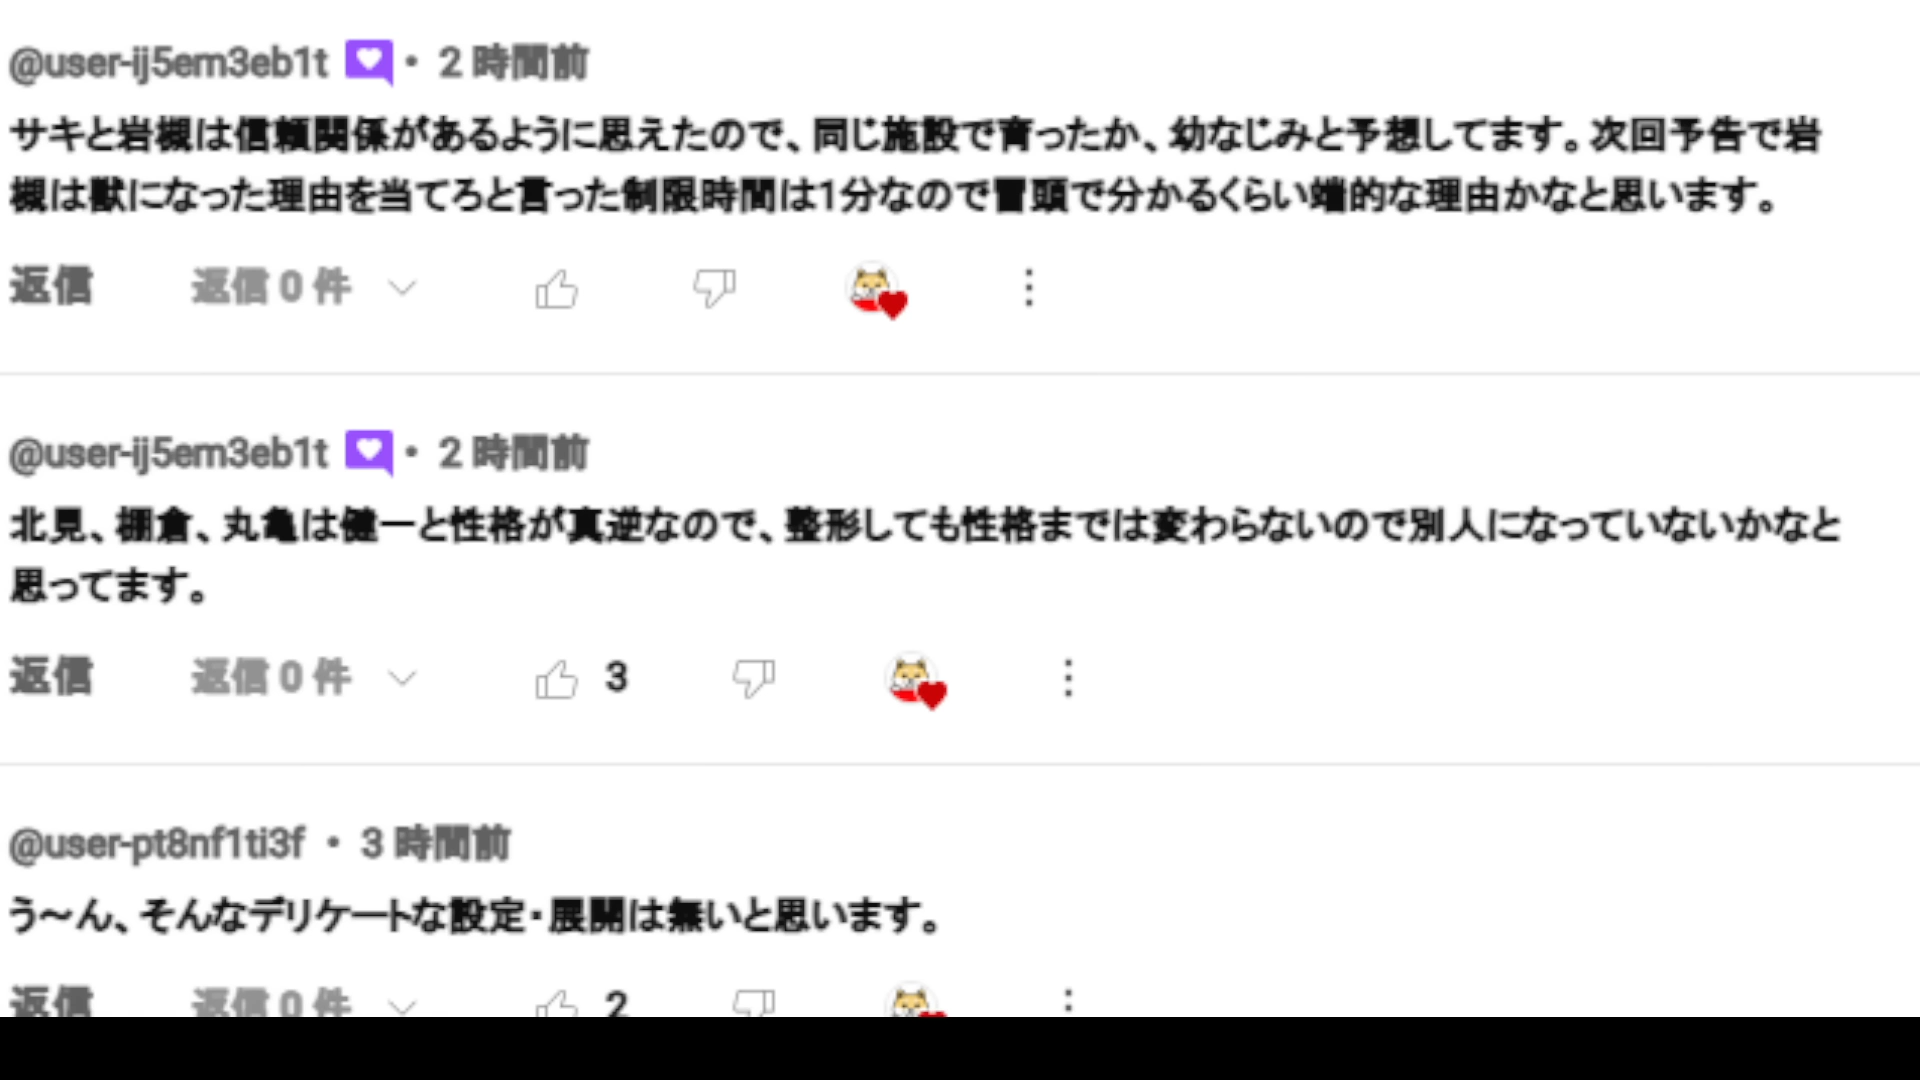 @user-ij5em3eb1t ・ 2 時間前
サキと岩槻は信頼関係があるように思えたので、同じ施設で育ったか、幼なじみと予想してます。次回予告で岩
槻は獣になった理由を当てろと言った制限時間は1分なので冒頭で分かるくらい端的な理由かなと思います。
返信 返信 0 件
@user-ij5em3eb1t ・ 2 時間前
北見、棚倉、丸亀は健一と性格が真逆なので、整形しても性格までは変わらないので別人になっていないかなと
思ってます。
返信 返信 0 件 3
@user-pt8nf1ti3f ・ 3 時間前
う〜ん、そんなデリケートな設定・展開は無いと思います。
返信 返信 0 件 2